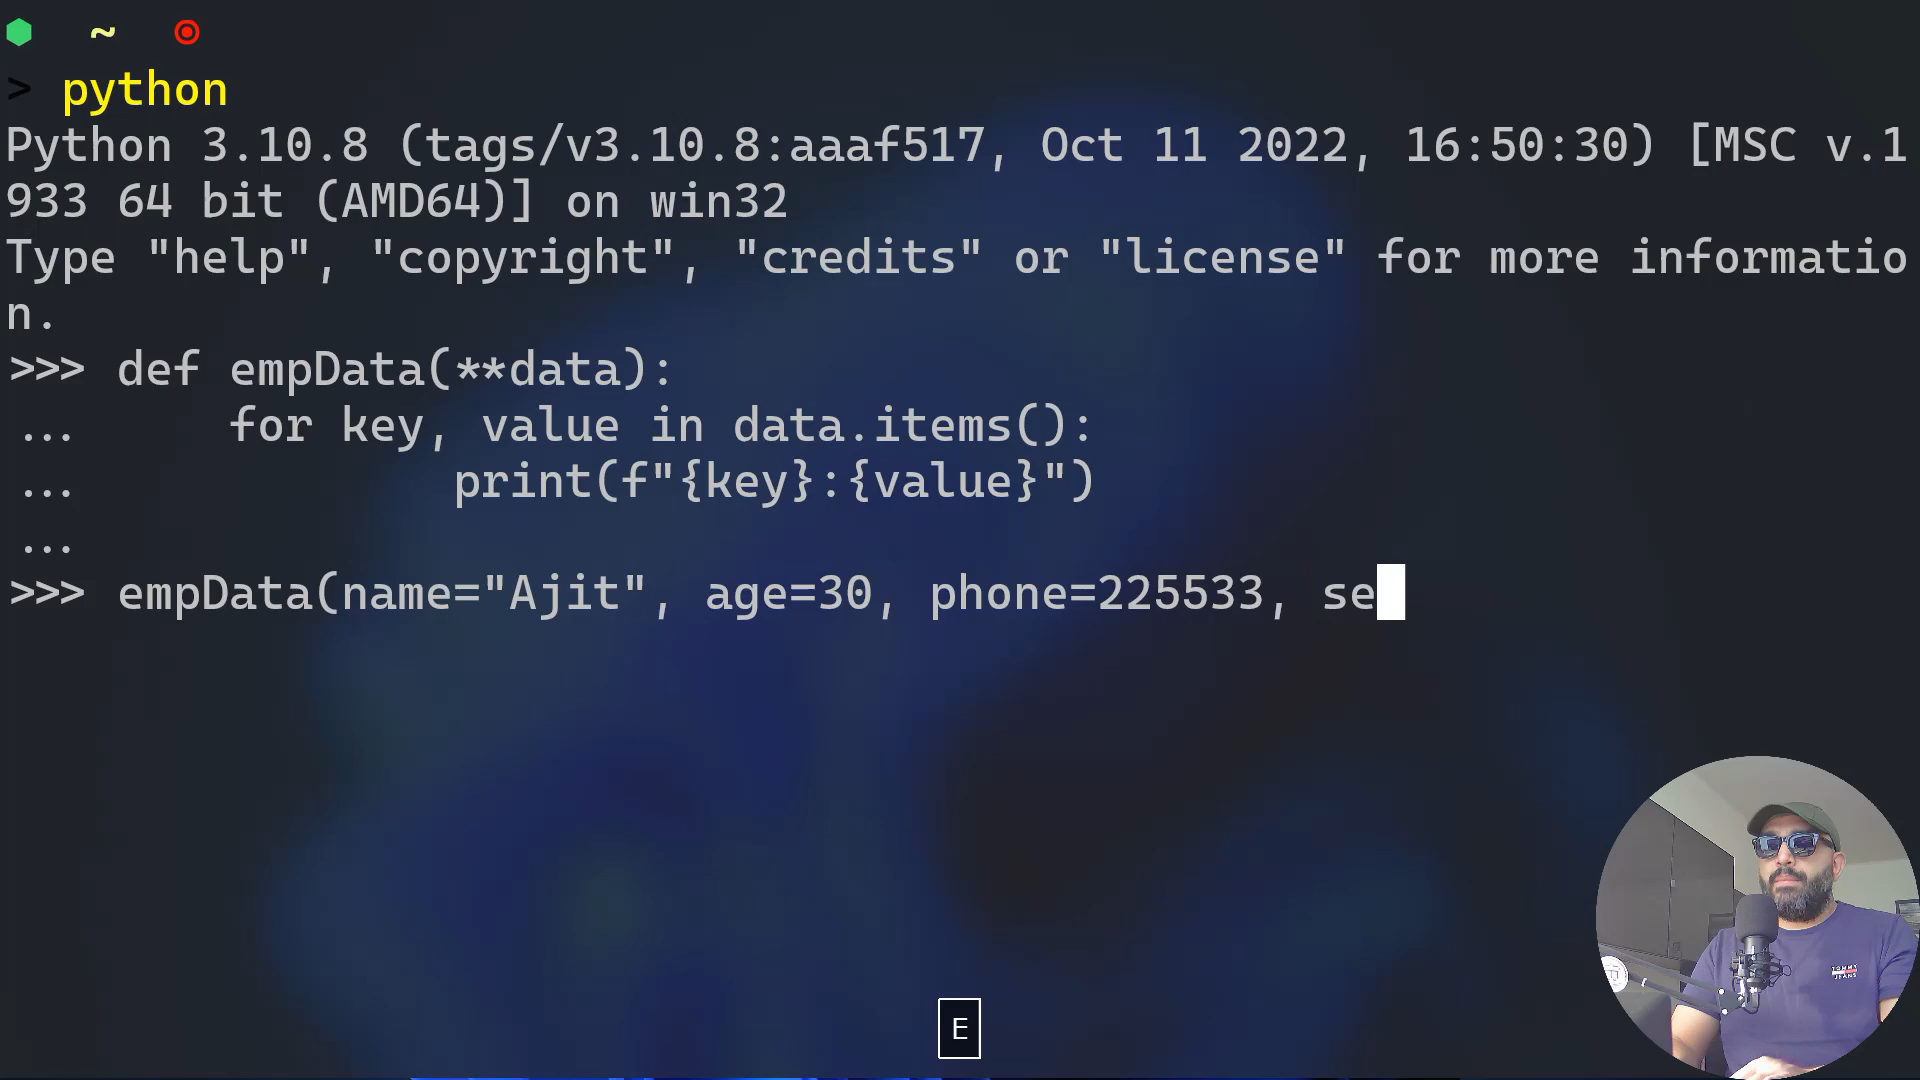 ~
> python
Python 3.10.8 (tags/v3.10.8:aaaf517, Oct 11 2022, 16:50:30) [MSC v.1
933 64 bit (AMD64)] on win32
Type "help", "copyright", "credits" or "license" for more informatio
n.
>>> def empData(**data):
...     for key, value in data.items():
...             print(f"{key}:{value}")
...
>>> empData(name="Ajit", age=30, phone=225533, se
TOMMY
JEANS
E